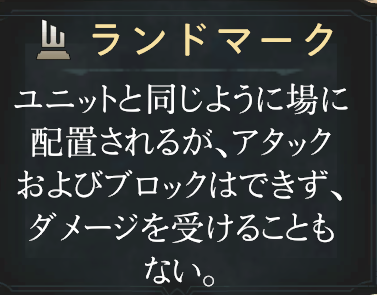 ランドマーク
ユニットと同じように場に
配置されるが、アタック
およびブロックはできず、
ダメージを受けることも
ない。